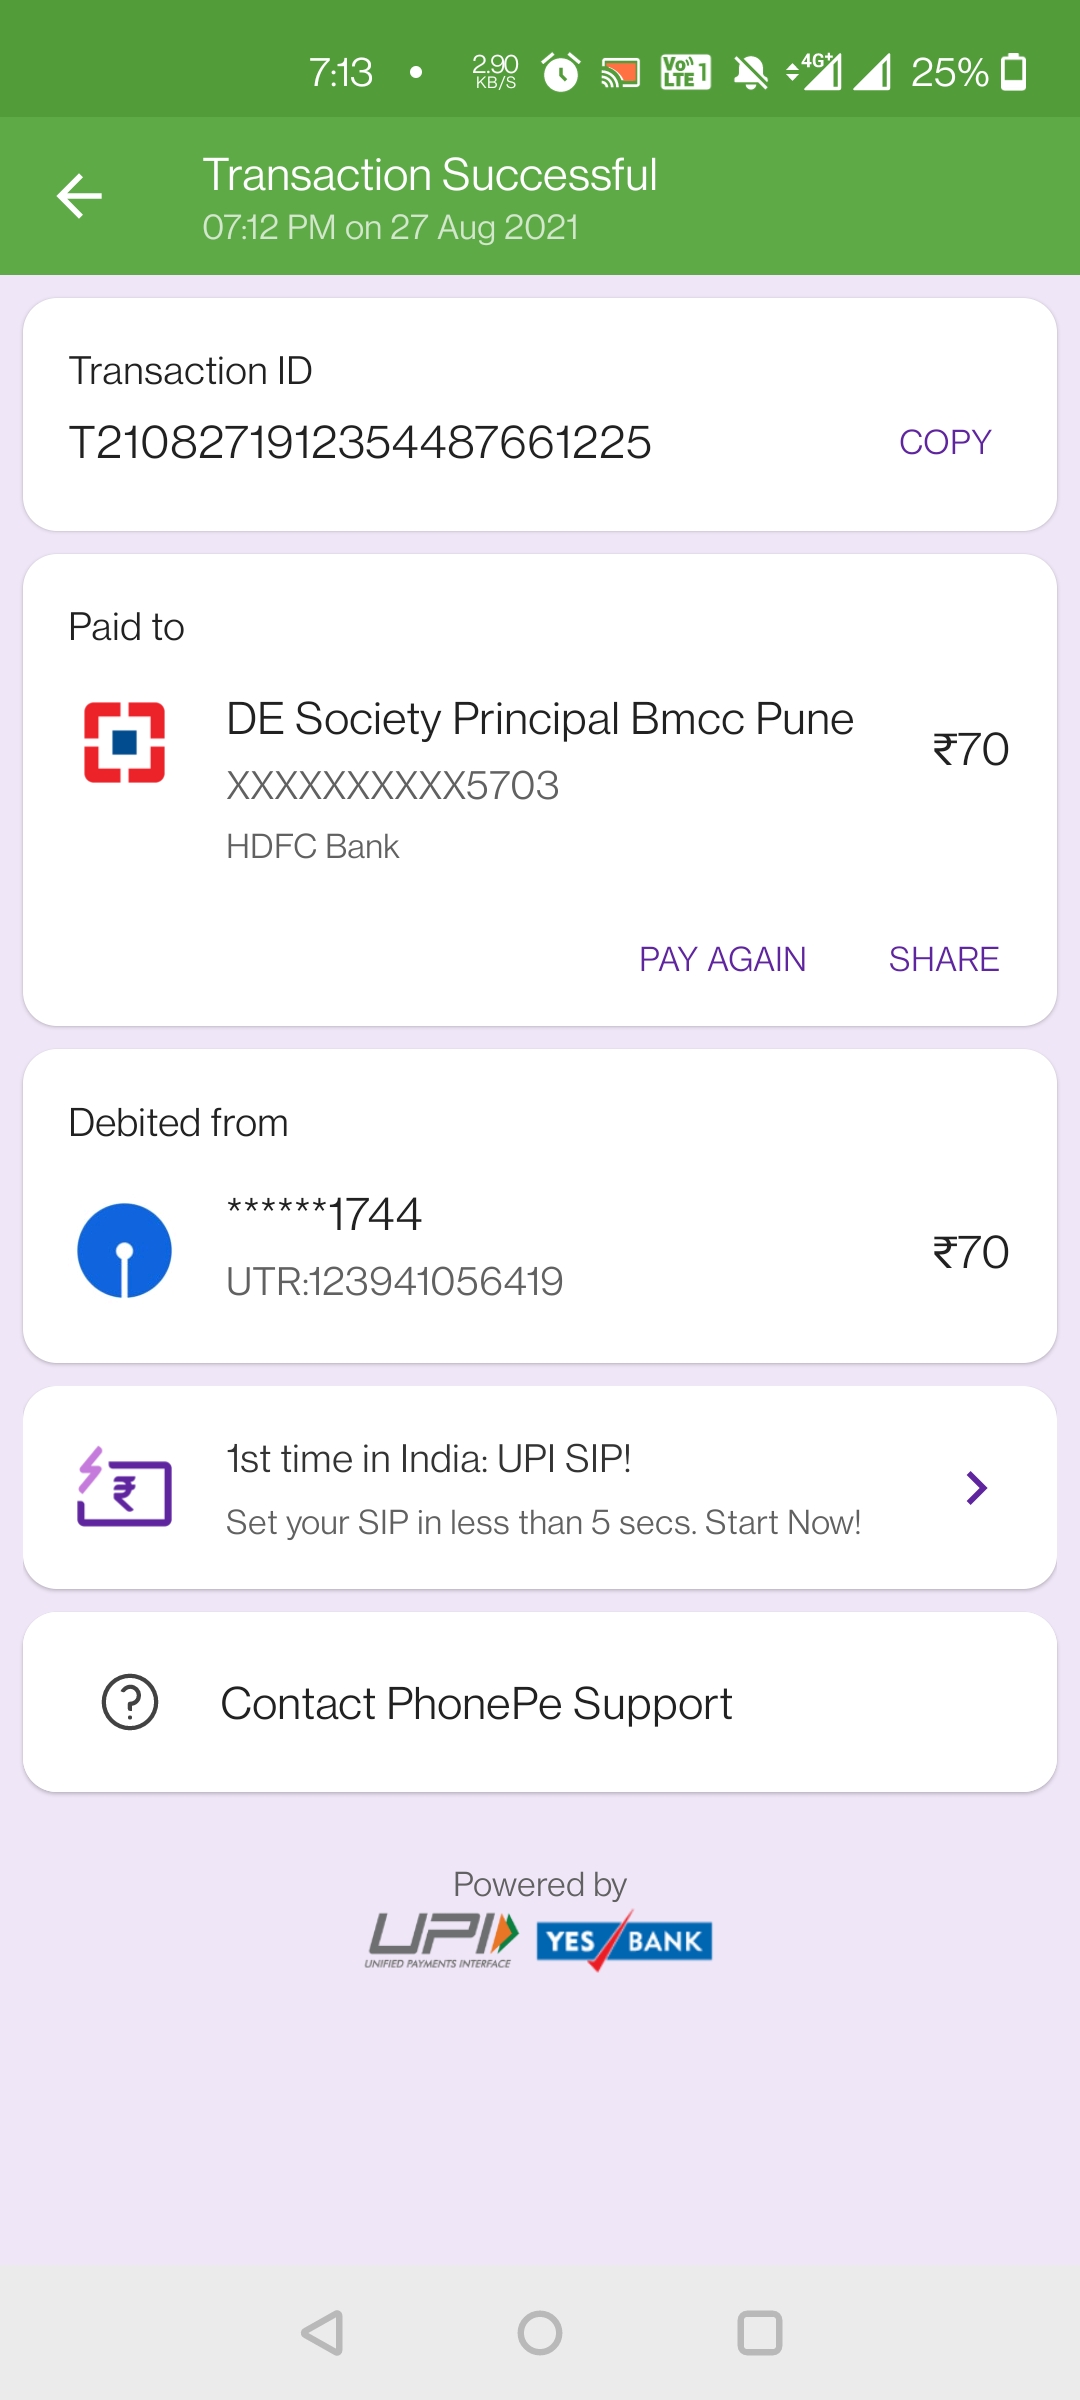 7:13 • 2.90 KB/S VoLTE 1 4G+ 25%
Transaction Successful
07:12 PM on 27 Aug 2021
Transaction ID
T2108271912354487661225 COPY
Paid to
DE Society Principal Bmcc Pune ₹70
XXXXXXXXXX5703
HDFC Bank
PAY AGAIN SHARE
Debited from
******1744 ₹70
UTR:123941056419
1st time in India: UPI SIP!
Set your SIP in less than 5 secs. Start Now!
Contact PhonePe Support
Powered by
UPI YES BANK
UNIFIED PAYMENTS INTERFACE